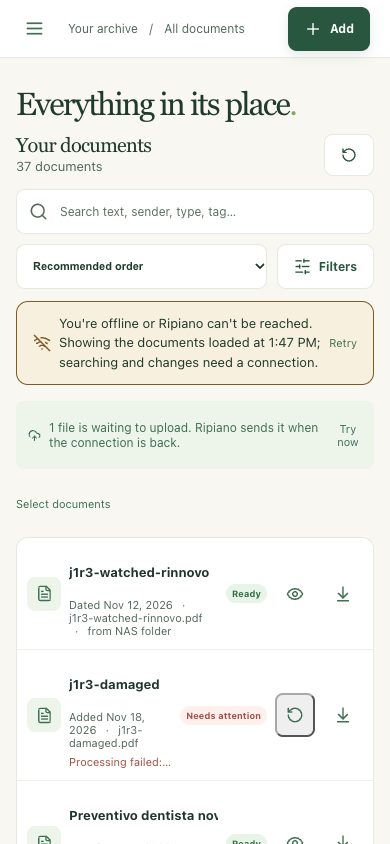 Your archive / All documents
Add
Everything in its place.
Your documents
37 documents
Search text, sender, type, tag...
Recommended order
Filters
You're offline or Ripiano can't be reached.
Showing the documents loaded at 1:47 PM;
searching and changes need a connection.
Retry
1 file is waiting to upload. Ripiano sends it when
the connection is back.
Try
now
Select documents
j1r3-watched-rinnovo
Dated Nov 12, 2026 ·
j1r3-watched-rinnovo.pdf
· from NAS folder
Ready
j1r3-damaged
Added Nov 18,
2026 · j1r3-
damaged.pdf
Processing failed:...
Needs attention
Preventivo dentista